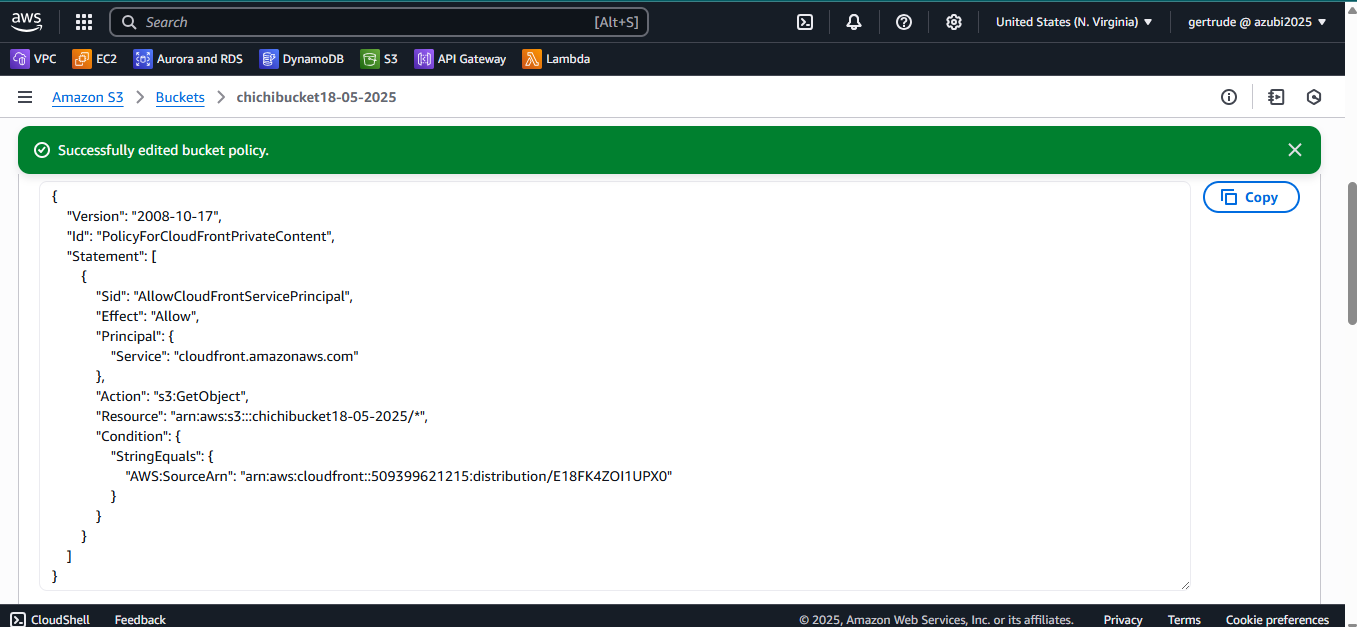 aws
Search [Alt+S] United States (N. Virginia) gertrude @ azubi2025
VPC EC2 Aurora and RDS DynamoDB S3 API Gateway Lambda
Amazon S3 Buckets chichibucket18-05-2025
Successfully edited bucket policy.
Copy
{
"Version": "2008-10-17",
"Id": "PolicyForCloudFrontPrivateContent",
"Statement": [
{
"Sid": "AllowCloudFrontServicePrincipal",
"Effect": "Allow",
"Principal": {
"Service": "cloudfront.amazonaws.com"
},
"Action": "s3:GetObject",
"Resource": "arn:aws:s3:::chichibucket18-05-2025/*",
"Condition": {
"StringEquals": {
"AWS:SourceArn": "arn:aws:cloudfront::509399621215:distribution/E18FK4ZOI1UPX0"
}
}
}
]
}
CloudShell Feedback © 2025, Amazon Web Services, Inc. or its affiliates. Privacy Terms Cookie preferences